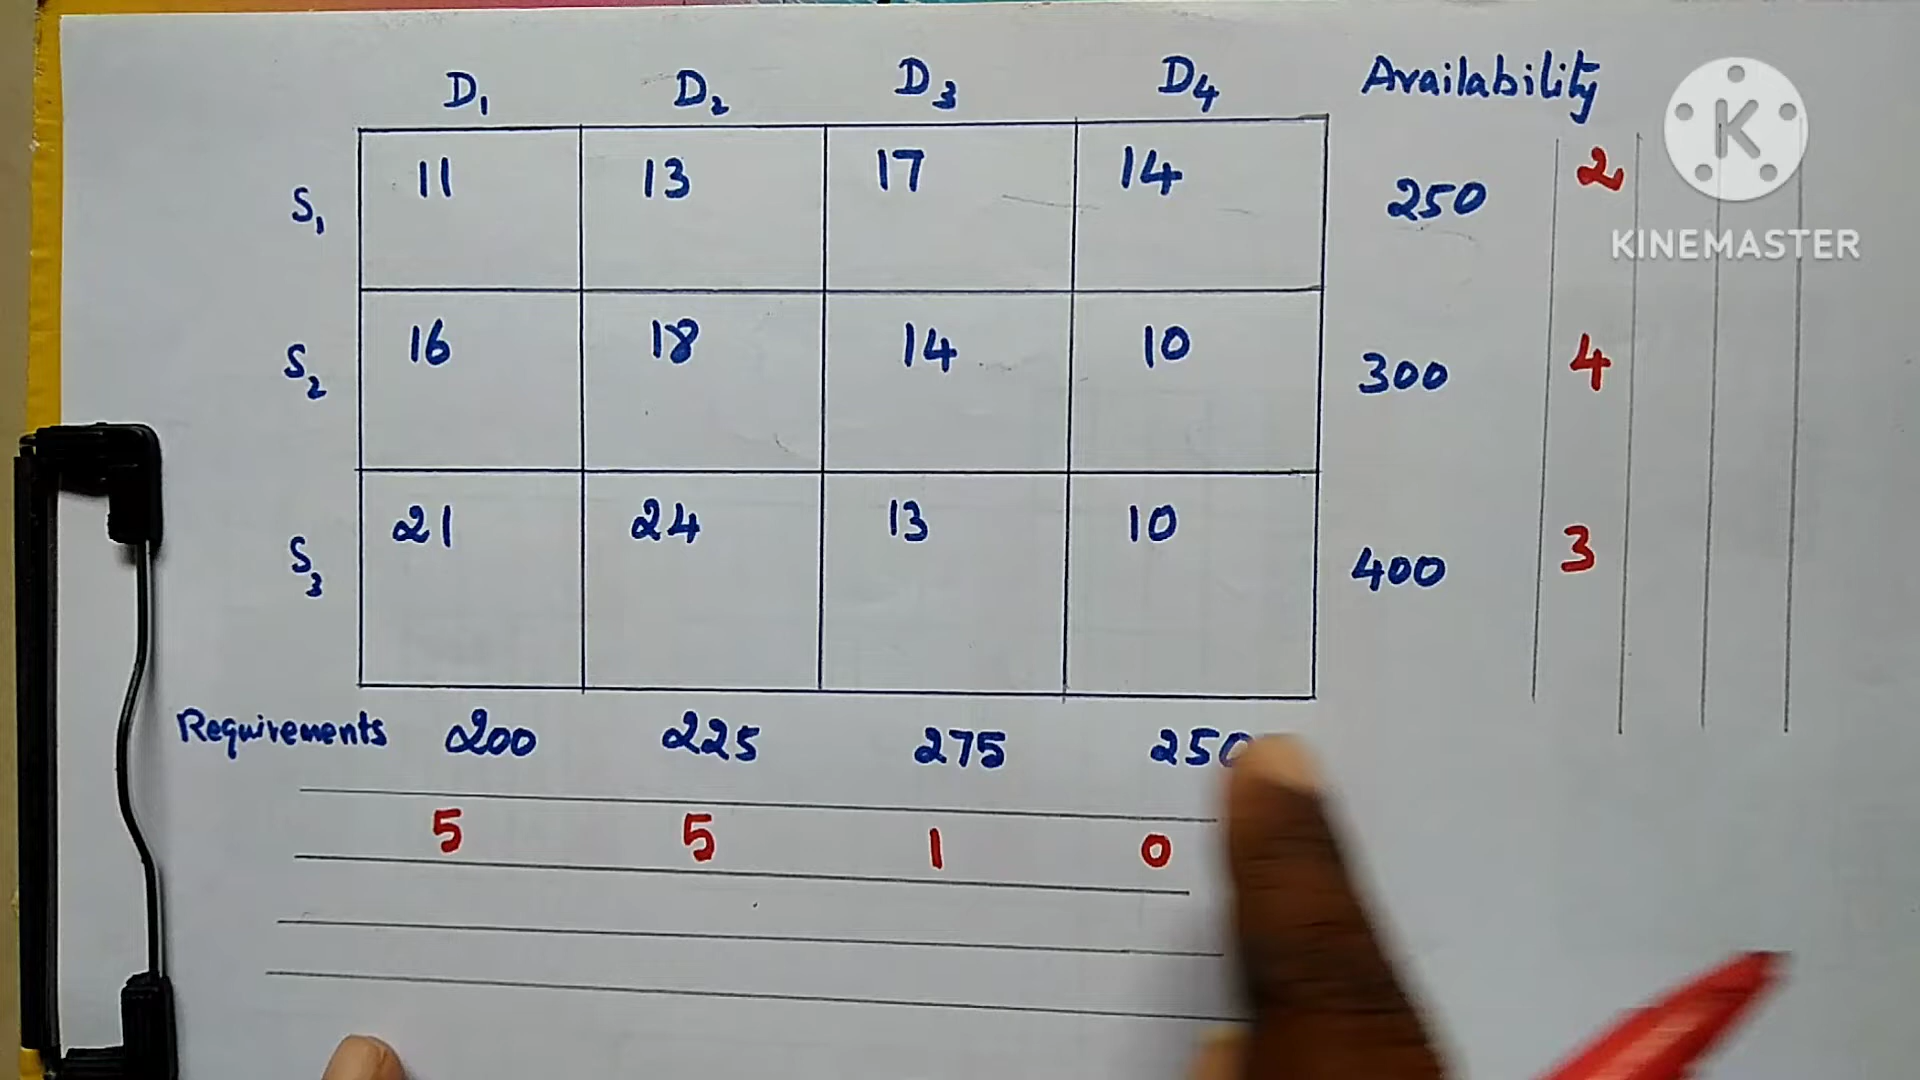 D1 D2 D3 D4 Availability
S1 11 13 17 14 250 2
K
KINEMASTER
S2 16 18 14 10 300 4
S3 21 24 13 10 400 3
Requirements 200 225 275 250
5 5 1 0